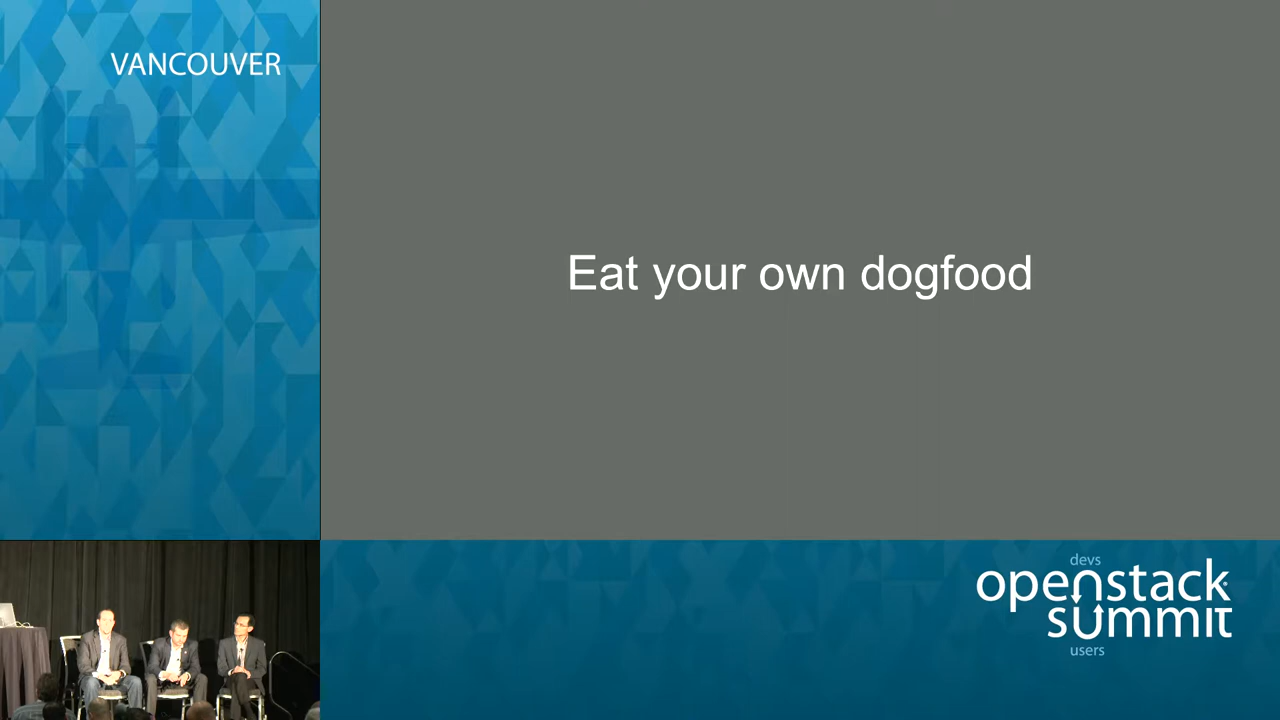 VANCOUVER
Eat your own dogfood
devs
openstack
summit
users